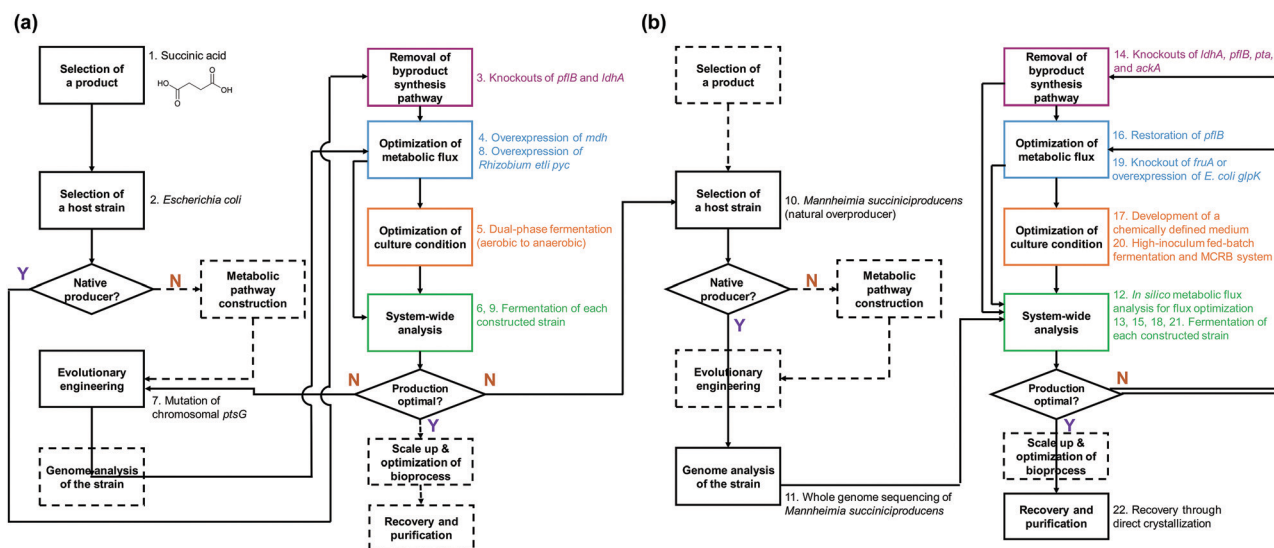 (a)
Selection of
a product
1. Succinic acid
HO
O
O
OH
Selection of
a host strain
2. Escherichia coli
Y
Native
producer?
N
Metabolic
pathway
construction
Evolutionary
engineering
7. Mutation of
chromosomal ptsG
Genome analysis
of the strain
Removal of
byproduct
synthesis
pathway
3. Knockouts of pflB and ldhA
Optimization of
metabolic flux
4. Overexpression of mdh
8. Overexpression of
Rhizobium etli pyc
Optimization of
culture condition
5. Dual-phase fermentation
(aerobic to anaerobic)
System-wide
analysis
6, 9. Fermentation of each
constructed strain
N
Production
optimal?
N
Y
Scale up &
optimization of
bioprocess
Recovery and
purification
(b)
Selection of
a product
Selection of
a host strain
10. Mannheimia succiniciproducens
(natural overproducer)
Native
producer?
N
Y
Metabolic
pathway
construction
Evolutionary
engineering
Genome analysis
of the strain
11. Whole genome sequencing of
Mannheimia succiniciproducens
Removal of
byproduct
synthesis
pathway
14. Knockouts of ldhA, pflB, pta,
and ackA
Optimization of
metabolic flux
16. Restoration of pflB
19. Knockout of fruA or
overexpression of E. coli glpK
Optimization of
culture condition
17. Development of a
chemically defined medium
20. High-inoculum fed-batch
fermentation and MCRB system
System-wide
analysis
12. In silico metabolic flux
analysis for flux optimization
13, 15, 18, 21. Fermentation of
each constructed strain
Production
optimal?
N
Y
Scale up &
optimization of
bioprocess
Recovery and
purification
22. Recovery through
direct crystallization